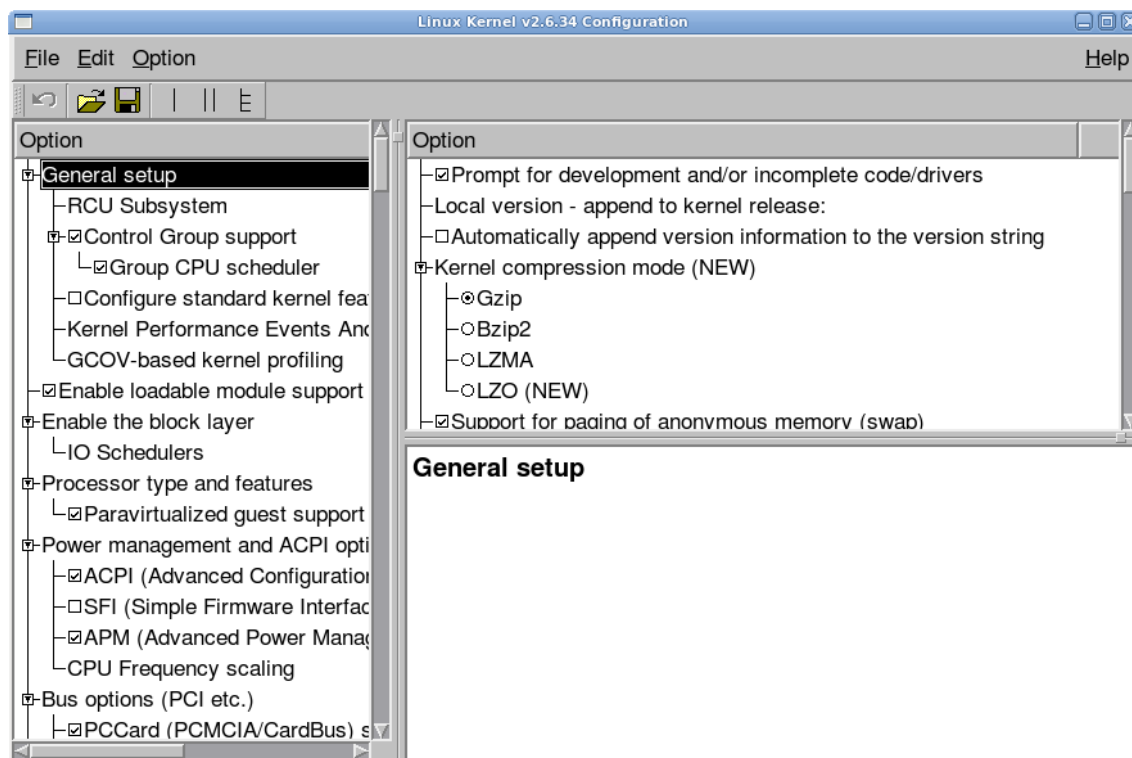 Linux Kernel v2.6.34 Configuration
File Edit Option Help
Option
General setup
RCU Subsystem
Control Group support
Group CPU scheduler
Configure standard kernel fea
Kernel Performance Events And
GCOV-based kernel profiling
Enable loadable module support
Enable the block layer
IO Schedulers
Processor type and features
Paravirtualized guest support
Power management and ACPI opti
ACPI (Advanced Configuration
SFI (Simple Firmware Interfac
APM (Advanced Power Manag
CPU Frequency scaling
Bus options (PCI etc.)
PCCard (PCMCIA/CardBus) s
Option
Prompt for development and/or incomplete code/drivers
Local version - append to kernel release:
Automatically append version information to the version string
Kernel compression mode (NEW)
Gzip
Bzip2
LZMA
LZO (NEW)
Support for paging of anonymous memory (swap)
General setup